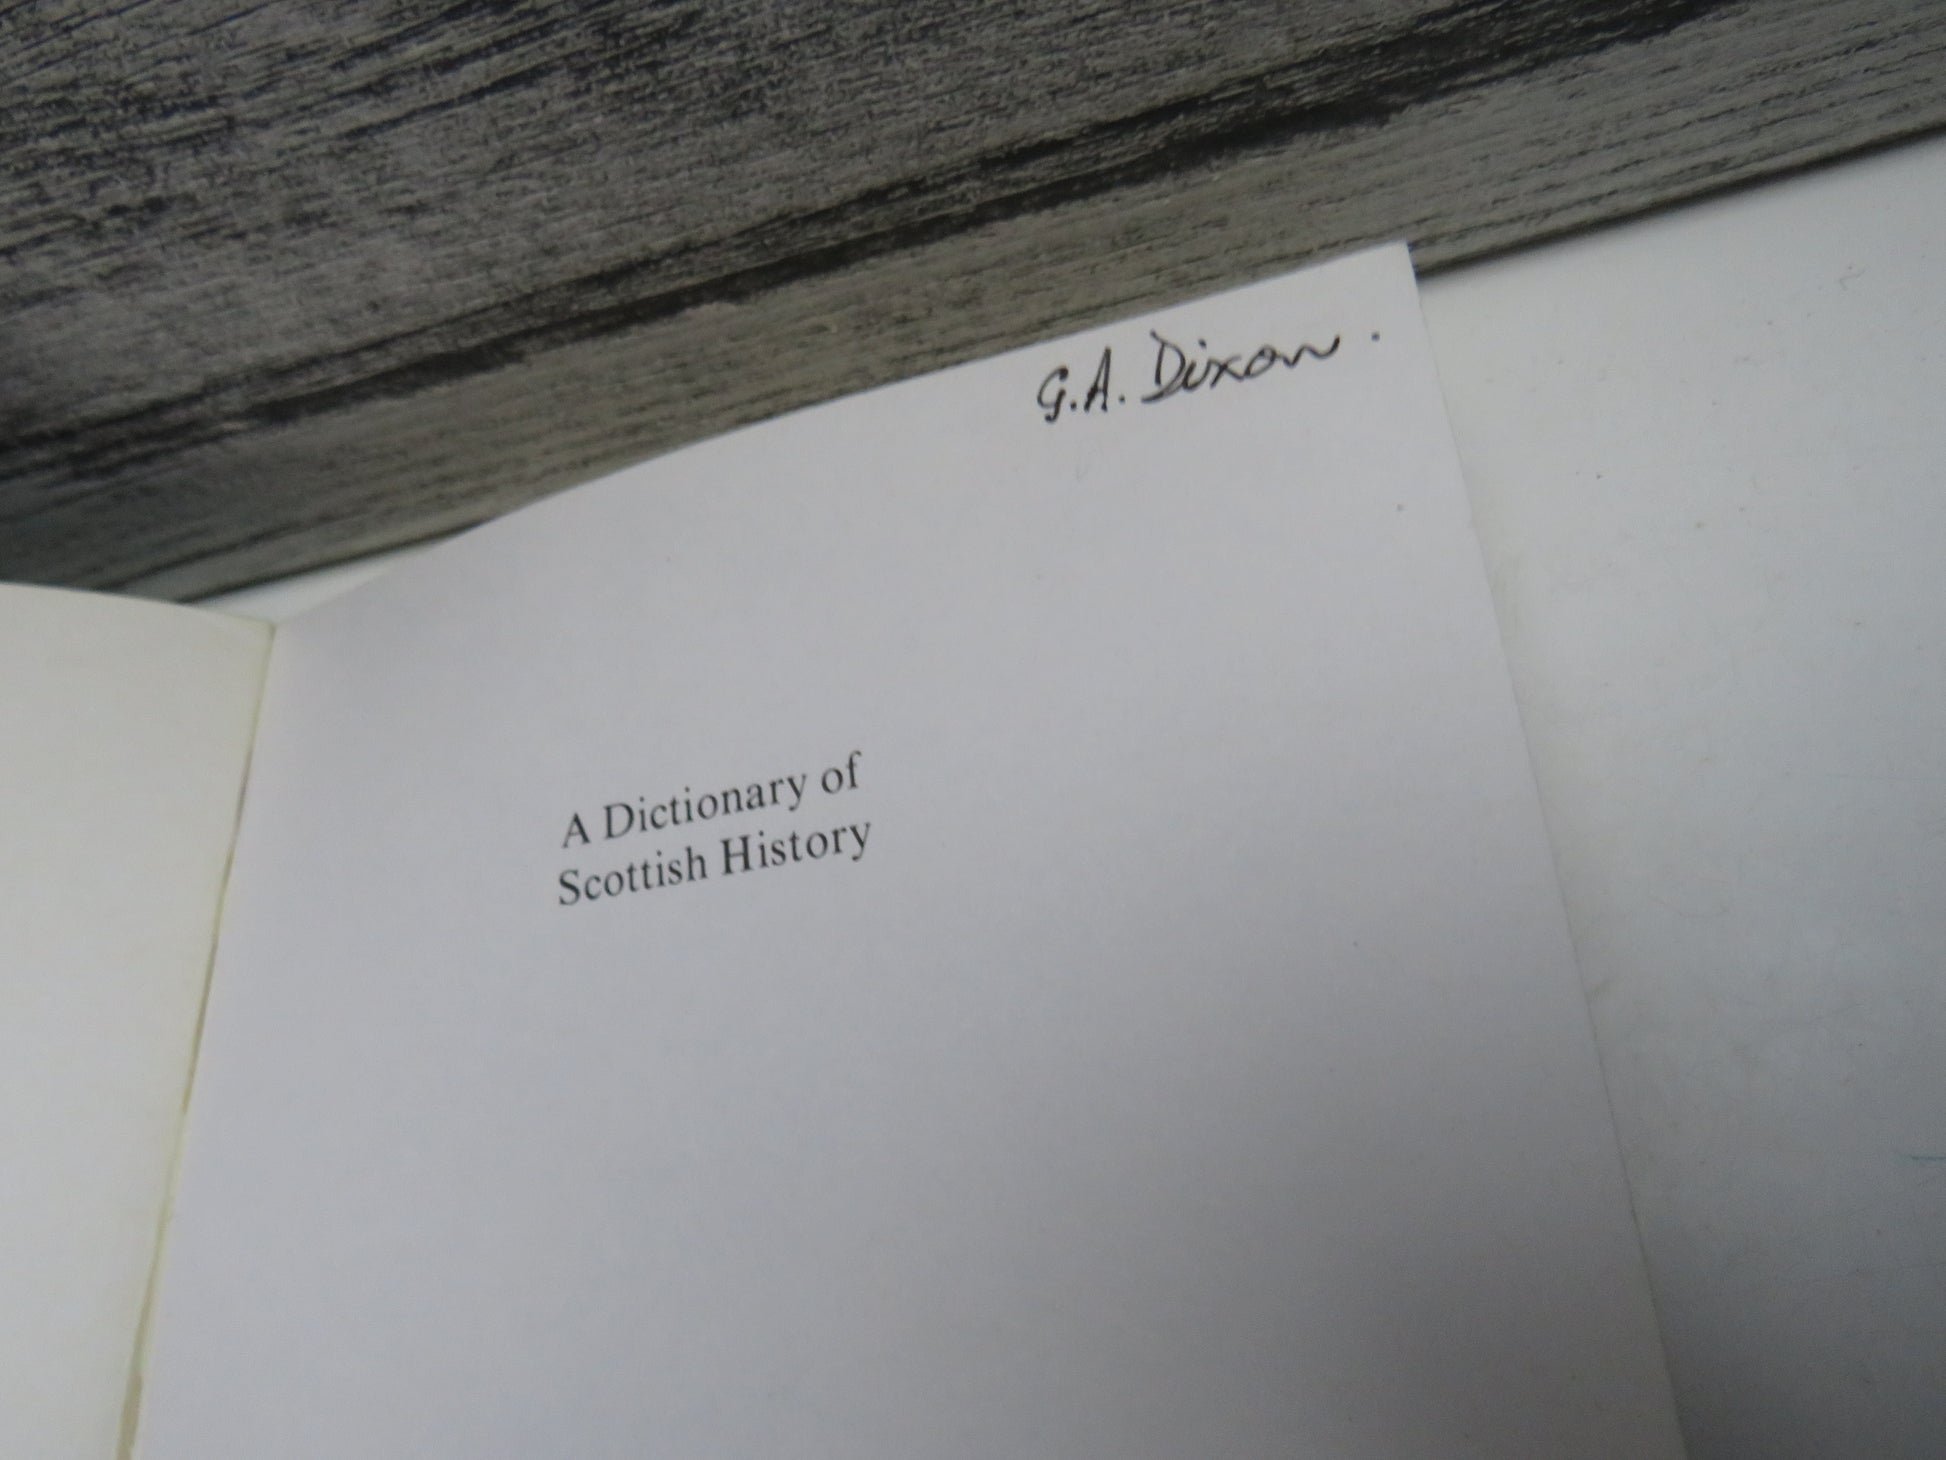 G.A. Dixon.
A Dictionary of
Scottish History